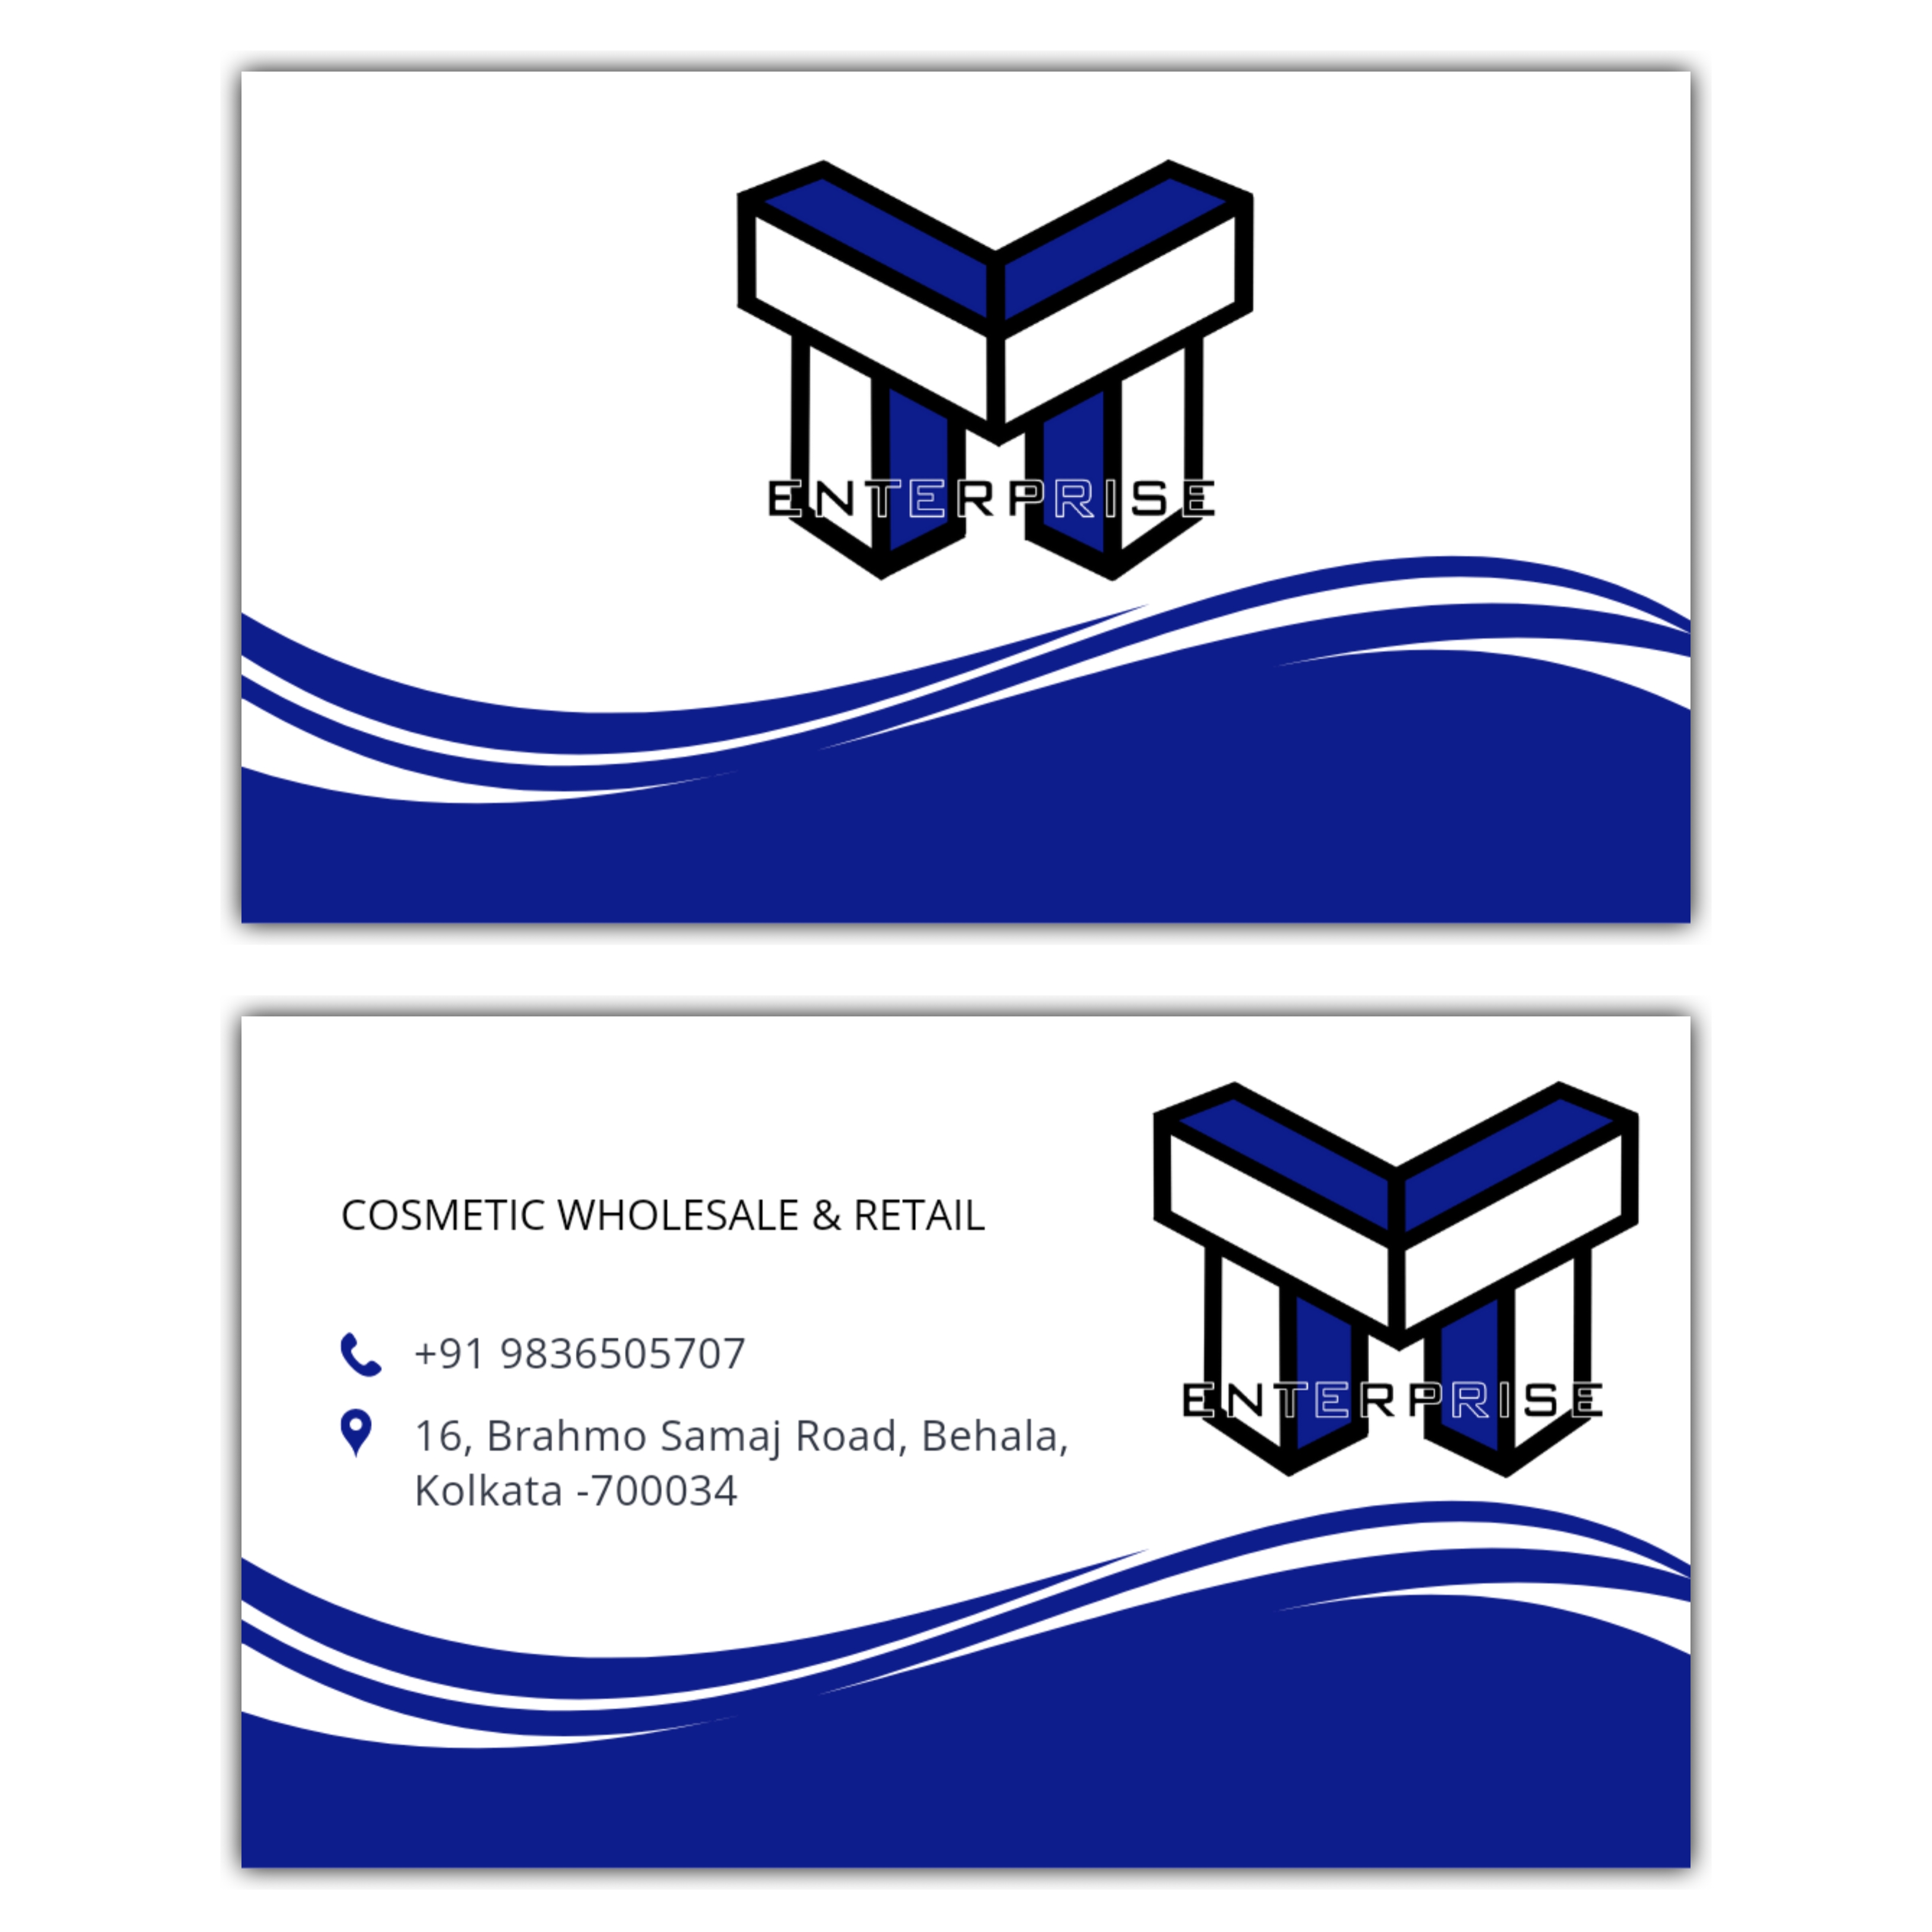 ENTERPRISE
COSMETIC WHOLESALE & RETAIL
+91 9836505707
16, Brahmo Samaj Road, Behala,
Kolkata -700034
ENTERPRISE